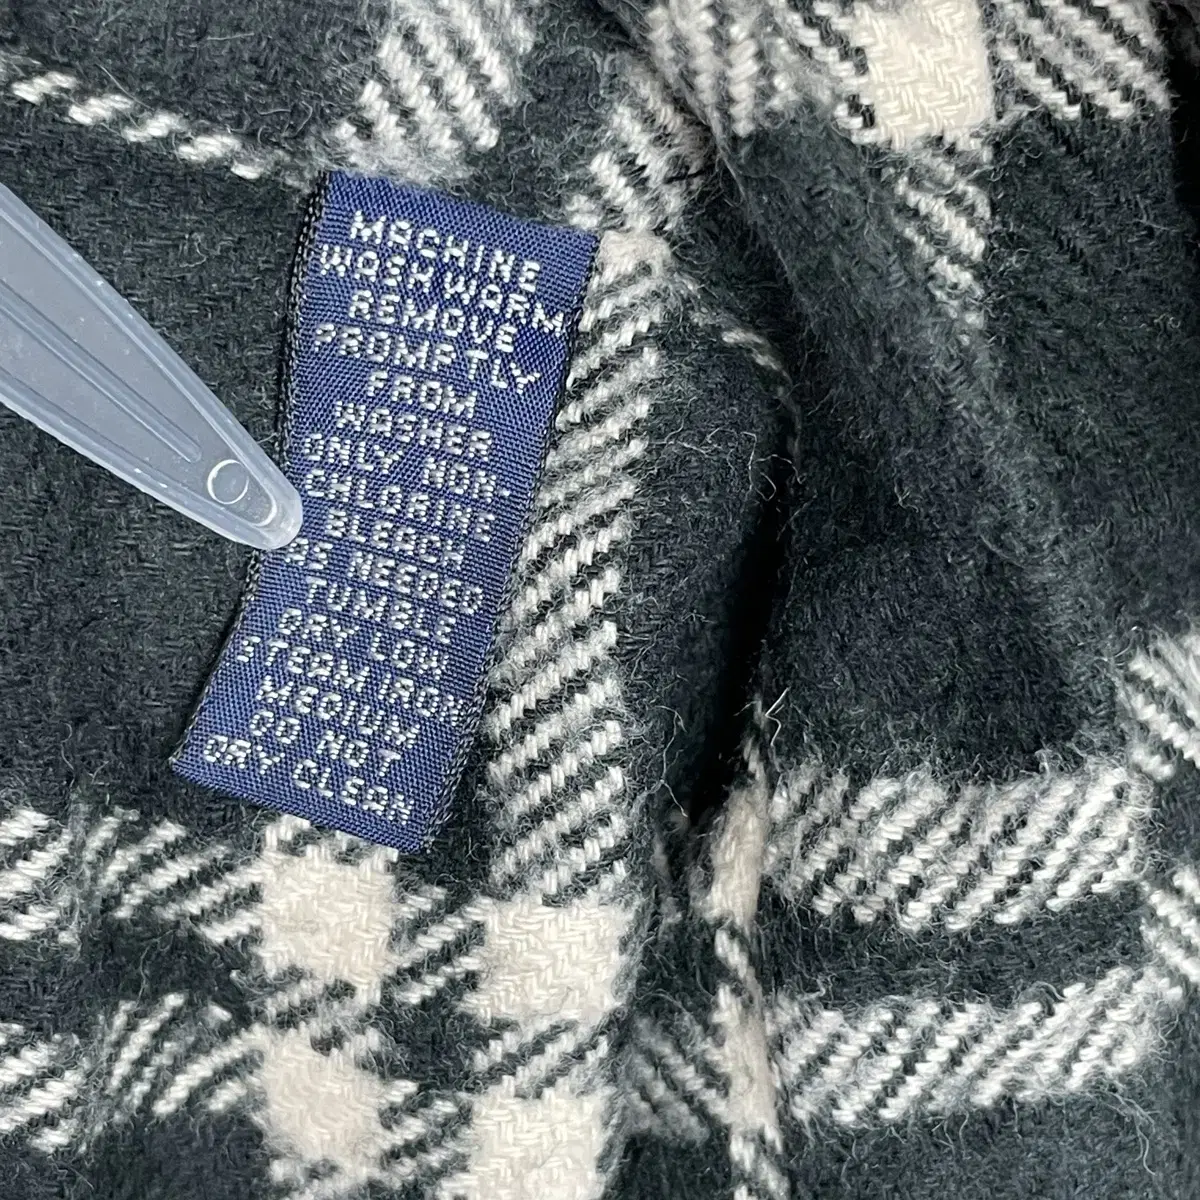 MACHINE
WASH WARM
REMOVE
PROMPTLY
FROM
WASHER
ONLY NON-
CHLORINE
BLEACH
AS NEEDED
TUMBLE
DRY LOW
STEAM IRON
MEDIUM
DO NOT
DRY CLEAN